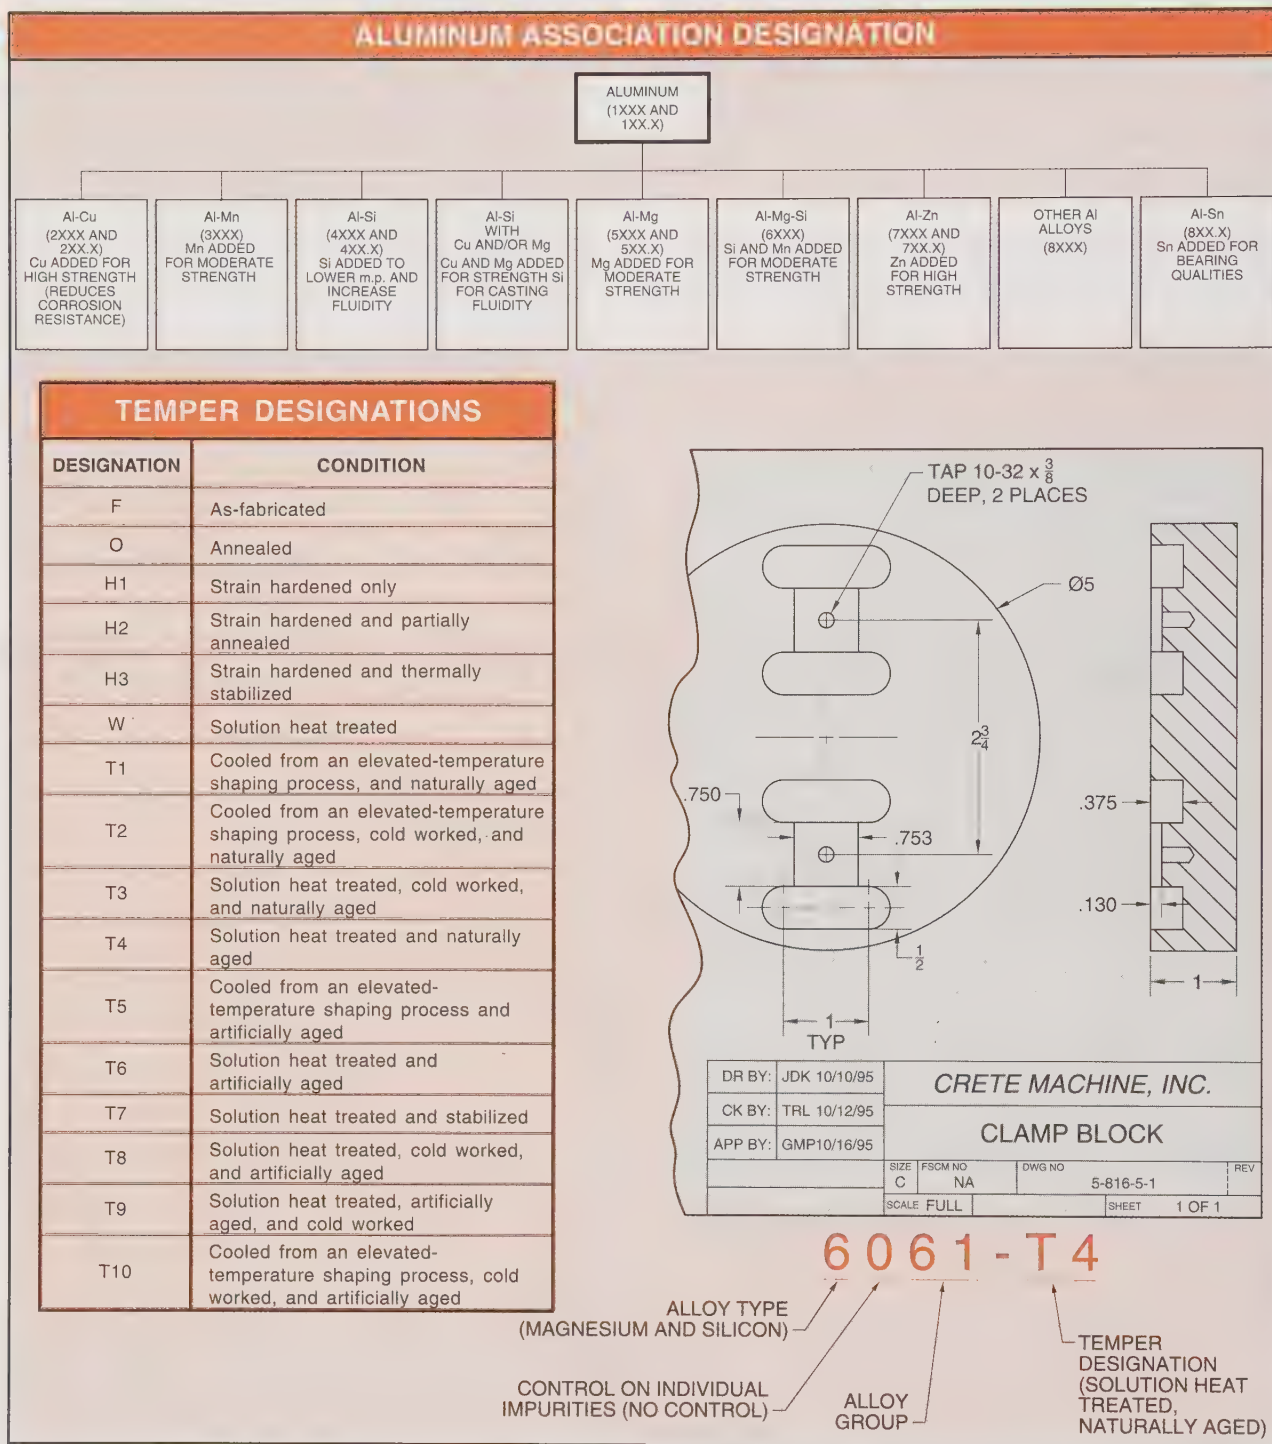 ALUMINUM ASSOCIATION DESIGNATION
ALUMINUM
(1XXX AND
1XX.X)
Al-Cu
(2XXX AND
2XX.X)
Cu ADDED FOR
HIGH STRENGTH
(REDUCES
CORROSION
RESISTANCE)
Al-Mn
(3XXX)
Mn ADDED
FOR MODERATE
STRENGTH
Al-Si
(4XXX AND
4XX.X)
Si ADDED TO
LOWER m.p. AND
INCREASE
FLUIDITY
Al-Si
WITH
Cu AND/OR Mg
Cu AND Mg ADDED
FOR STRENGTH Si
FOR CASTING
FLUIDITY
Al-Mg
(5XXX AND
5XX.X)
Mg ADDED FOR
MODERATE
STRENGTH
Al-Mg-Si
(6XXX)
Si AND Mn ADDED
FOR MODERATE
STRENGTH
Al-Zn
(7XXX AND
7XX.X)
Zn ADDED
FOR HIGH
STRENGTH
OTHER Al
ALLOYS
(8XXX)
Al-Sn
(8XX.X)
Sn ADDED FOR
BEARING
QUALITIES
TEMPER DESIGNATIONS
DESIGNATION CONDITION
F As-fabricated
O Annealed
H1 Strain hardened only
H2 Strain hardened and partially
annealed
H3 Strain hardened and thermally
stabilized
W Solution heat treated
T1 Cooled from an elevated-temperature
shaping process, and naturally aged
T2 Cooled from an elevated-temperature
shaping process, cold worked, and
naturally aged
T3 Solution heat treated, cold worked,
and naturally aged
T4 Solution heat treated and naturally
aged
T5 Cooled from an elevated-
temperature shaping process and
artificially aged
T6 Solution heat treated and
artificially aged
T7 Solution heat treated and stabilized
T8 Solution heat treated, cold worked,
and artificially aged
T9 Solution heat treated, artificially
aged, and cold worked
T10 Cooled from an elevated-
temperature shaping process, cold
worked, and artificially aged
TAP 10-32 x 3/8
DEEP, 2 PLACES
Ø5
2 3/4
.750
.753
.375
.130
1/2
1
1
TYP
DR BY: JDK 10/10/95
CK BY: TRL 10/12/95
APP BY: GMP10/16/95
CRETE MACHINE, INC.
CLAMP BLOCK
SIZE FSCM NO DWG NO REV
C NA 5-816-5-1
SCALE FULL SHEET 1 OF 1
6061-T4
ALLOY TYPE
(MAGNESIUM AND SILICON)
CONTROL ON INDIVIDUAL
IMPURITIES (NO CONTROL)
ALLOY
GROUP
TEMPER
DESIGNATION
(SOLUTION HEAT
TREATED,
NATURALLY AGED)